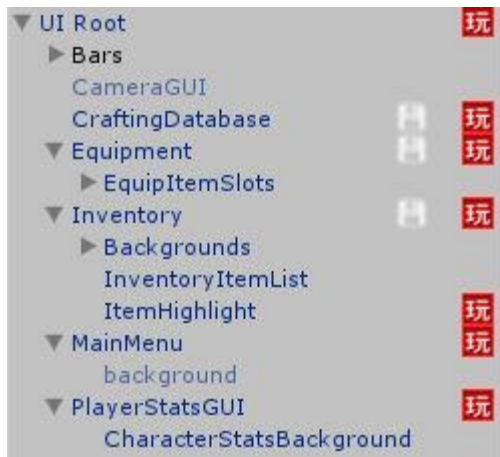 UI Root 玩
Bars
CameraGUI
CraftingDatabase 玩
Equipment 玩
EquipItemSlots
Inventory 玩
Backgrounds
InventoryItemList
ItemHighlight 玩
MainMenu 玩
background
PlayerStatsGUI 玩
CharacterStatsBackground